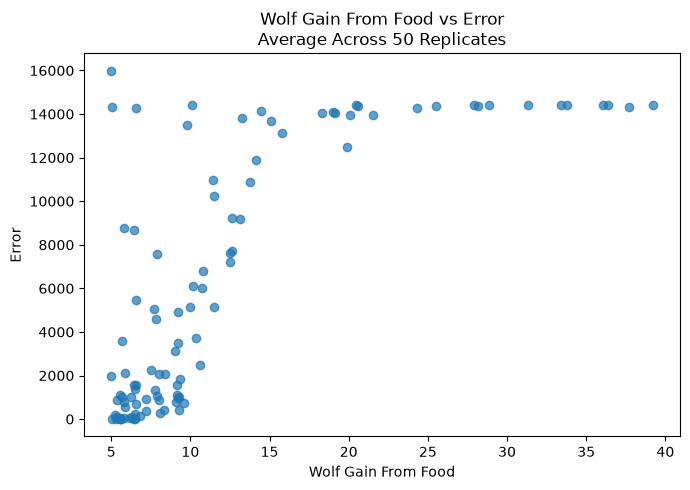 Wolf Gain From Food vs Error
Average Across 50 Replicates
16000
14000
12000
10000
8000
6000
4000
2000
0
Error
5 10 15 20 25 30 35 40
Wolf Gain From Food